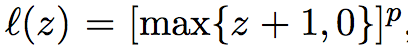 ℓ(z) = [max{z + 1, 0}]ᵖ,